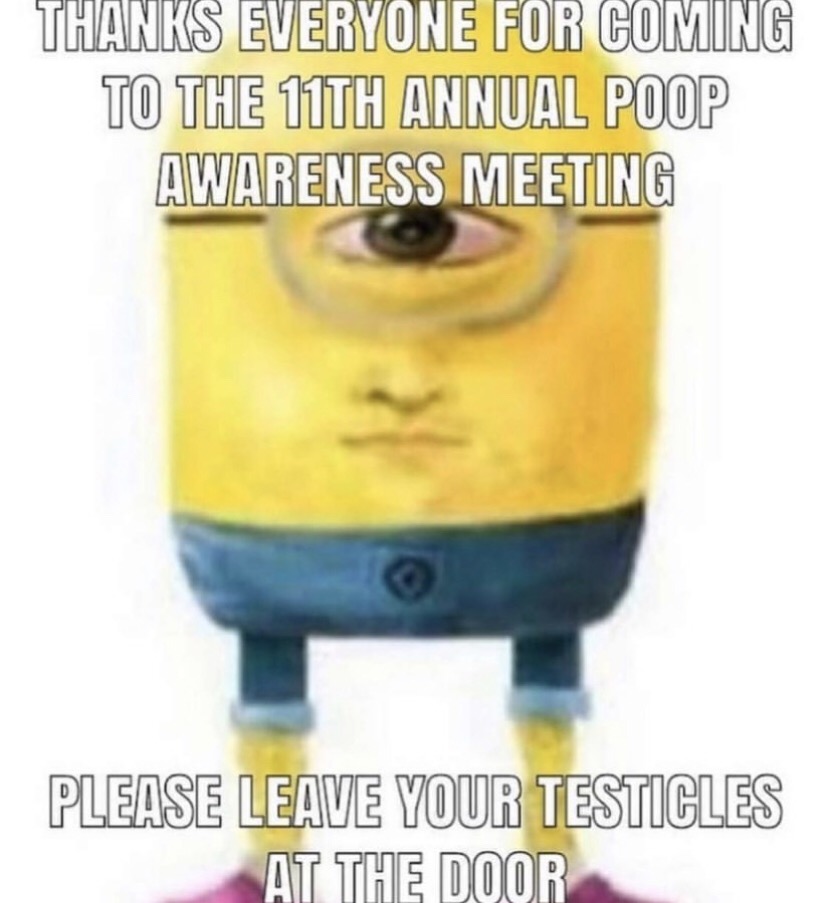 THANKS EVERYONE FOR COMING
TO THE 11TH ANNUAL POOP
AWARENESS MEETING
PLEASE LEAVE YOUR TESTICLES
AT THE DOOR